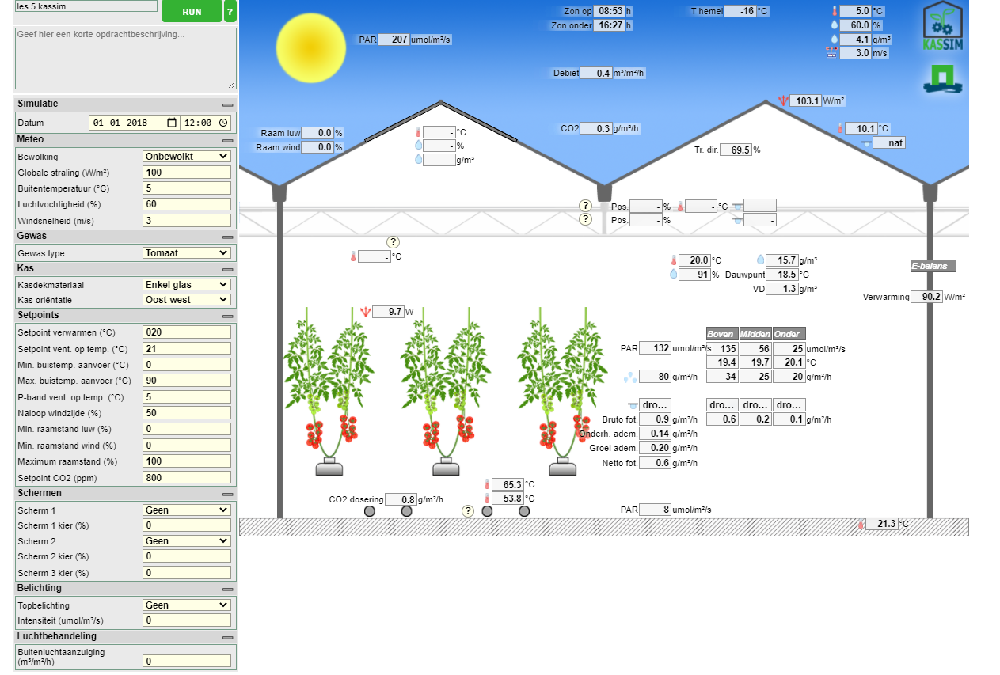 les 5 kassim
RUN
?
Geef hier een korte opdrachtbeschrijving...
Simulatie
Datum 01-01-2018 12:00
Meteo
Bewolking Onbewolkt
Globale straling (W/m²) 100
Buitentemperatuur (°C) 5
Luchtvochtigheid (%) 60
Windsnelheid (m/s) 3
Gewas
Gewas type Tomaat
Kas
Kasdekmateriaal Enkel glas
Kas oriëntatie Oost-west
Setpoints
Setpoint verwarmen (°C) 020
Setpoint vent. op temp. (°C) 21
Min. buistemp. aanvoer (°C) 0
Max. buistemp. aanvoer (°C) 90
P-band vent. op temp. (°C) 5
Naloop windzijde (%) 50
Min. raamstand luw (%) 0
Min. raamstand wind (%) 0
Maximum raamstand (%) 100
Setpoint CO2 (ppm) 800
Schermen
Scherm 1 Geen
Scherm 1 kier (%) 0
Scherm 2 Geen
Scherm 2 kier (%) 0
Scherm 3 kier (%) 0
Belichting
Topbelichting Geen
Intensiteit (umol/m²/s) 0
Luchtbehandeling
Buitenluchtaanzuiging
(m³/m²/h) 0
Zon op 08:53 h
Zon onder 16:27 h
T hemel -16 °C
5.0 °C
60.0 %
4.1 g/m³
3.0 m/s
KASSIM
PAR 207 umol/m²/s
Debiet 0.4 m³/m²/h
103.1 W/m²
Raam luw 0.0 %
Raam wind 0.0 %
- °C
- %
- g/m³
CO2 0.3 g/m²/h
10.1 °C
nat
Tr. dir. 69.5 %
? Pos. - % - °C -
? Pos. - % -
?
- °C
20.0 °C 15.7 g/m³
91 % Dauwpunt 18.5 °C
VD 1.3 g/m³
E-balans
Verwarming 90.2 W/m²
9.7 W
Boven Midden Onder
PAR 132 umol/m²/s 135 56 25 umol/m²/s
19.4 19.7 20.1 °C
80 g/m²/h 34 25 20 g/m²/h
dro... dro... dro... dro...
Bruto fot. 0.9 g/m²/h 0.6 0.2 0.1 g/m²/h
Onderh. adem. 0.14 g/m²/h
Groei adem. 0.20 g/m²/h
Netto fot. 0.6 g/m²/h
65.3 °C
CO2 dosering 0.8 g/m²/h 53.8 °C
?
PAR 8 umol/m²/s
21.3 °C